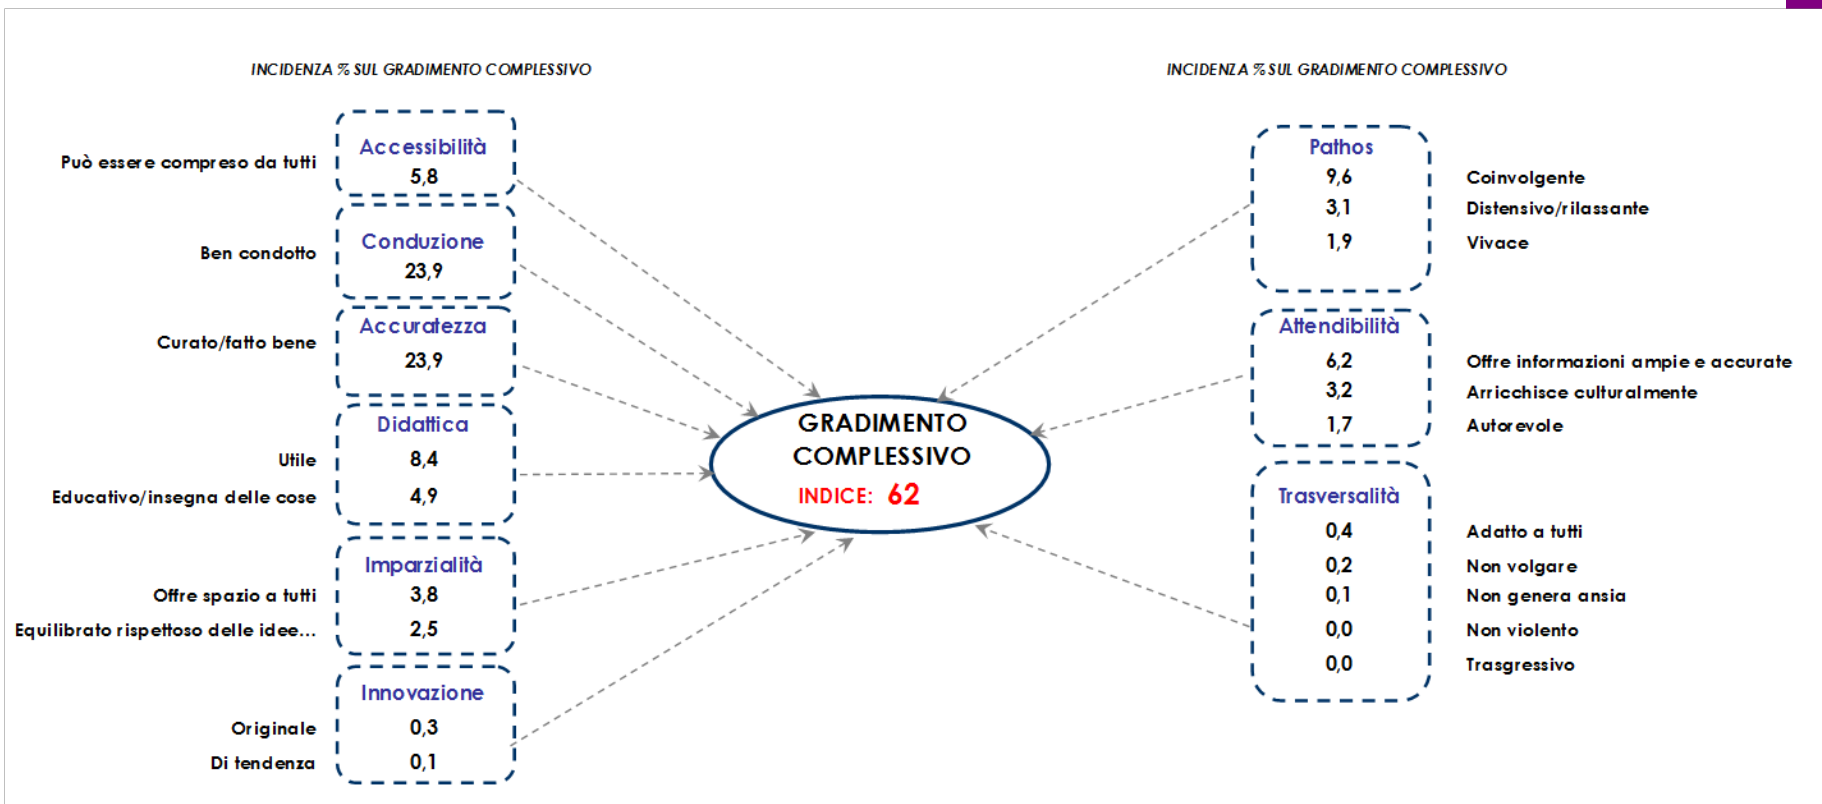 INCIDENZA % SUL GRADIMENTO COMPLESSIVO
Accessibilità
Può essere compreso da tutti
5,8
Conduzione
Ben condotto
23,9
Accuratezza
Curato/fatto bene
23,9
Didattica
Utile 8,4
Educativo/insegna delle cose 4,9
Imparzialità
Offre spazio a tutti 3,8
Equilibrato rispettoso delle idee... 2,5
Innovazione
Originale 0,3
Di tendenza 0,1
GRADIMENTO
COMPLESSIVO
INDICE: 62
INCIDENZA % SUL GRADIMENTO COMPLESSIVO
Pathos
9,6 Coinvolgente
3,1 Distensivo/rilassante
1,9 Vivace
Attendibilità
6,2 Offre informazioni ampie e accurate
3,2 Arricchisce culturalmente
1,7 Autorevole
Trasversalità
0,4 Adatto a tutti
0,2 Non volgare
0,1 Non genera ansia
0,0 Non violento
0,0 Trasgressivo